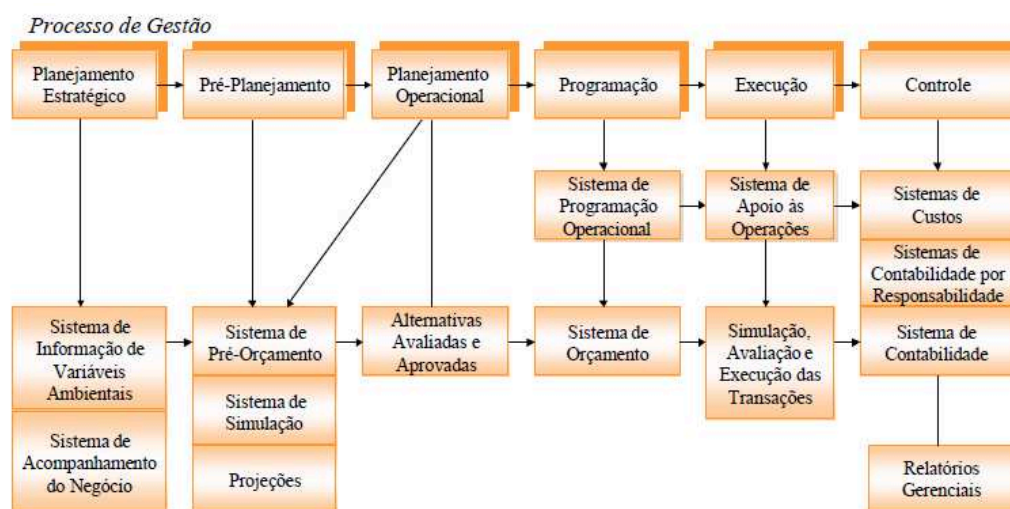 Processo de Gestão
Planejamento
Estratégico
Pré-Planejamento
Planejamento
Operacional
Programação
Execução
Controle
Sistema de
Programação
Operacional
Sistema de
Apoio às
Operações
Sistemas de
Custos
Sistemas de
Contabilidade por
Responsabilidade
Sistema de
Informação de
Variáveis
Ambientais
Sistema de
Pré-Orçamento
Alternativas
Avaliadas e
Aprovadas
Sistema de
Orçamento
Simulação,
Avaliação e
Execução das
Transações
Sistema de
Contabilidade
Sistema de
Acompanhamento
do Negócio
Sistema de
Simulação
Projeções
Relatórios
Gerenciais